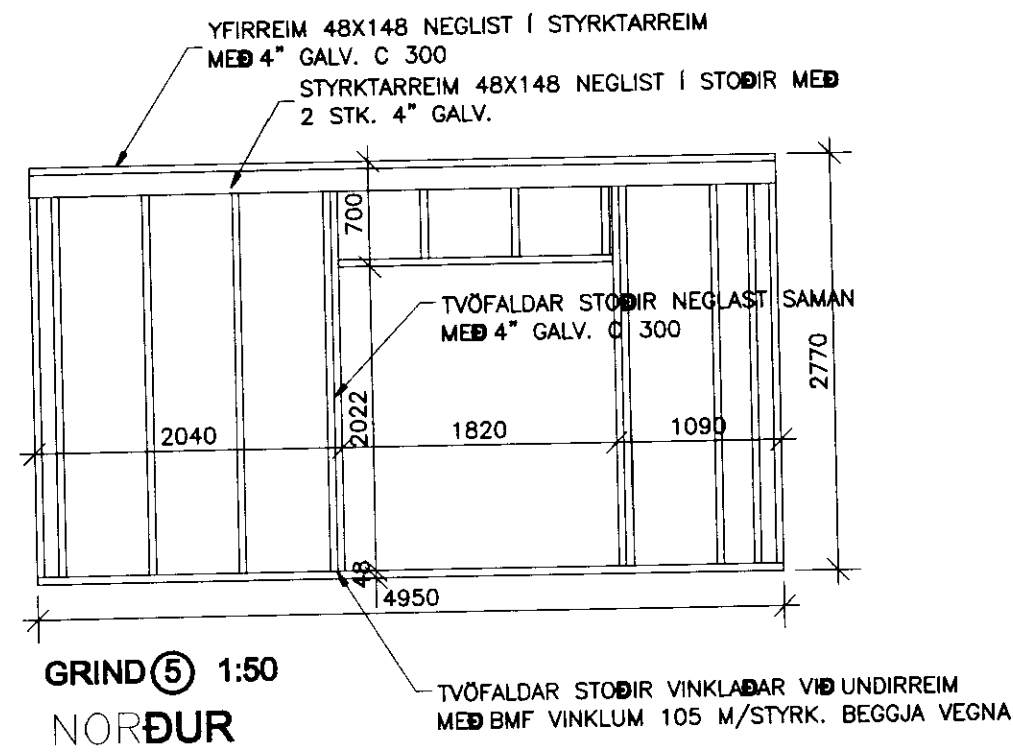 YFIRREIM 48X148 NEGLIST Í STYRKTARREIM
MEÐ 4" GALV. C 300
STYRKTARREIM 48X148 NEGLIST Í STOÐIR MEÐ
2 STK. 4" GALV.
700
TVÖFALDAR STOÐIR NEGLAST SAMAN
MEÐ 4" GALV. C 300
2770
2022
2040
1820
1090
48
4950
GRIND 5 1:50
NORÐUR
TVÖFALDAR STOÐIR VINKLAÐAR VIÐ UNDIRREIM
MEÐ BMF VINKLUM 105 M/STYRK. BEGGJA VEGNA